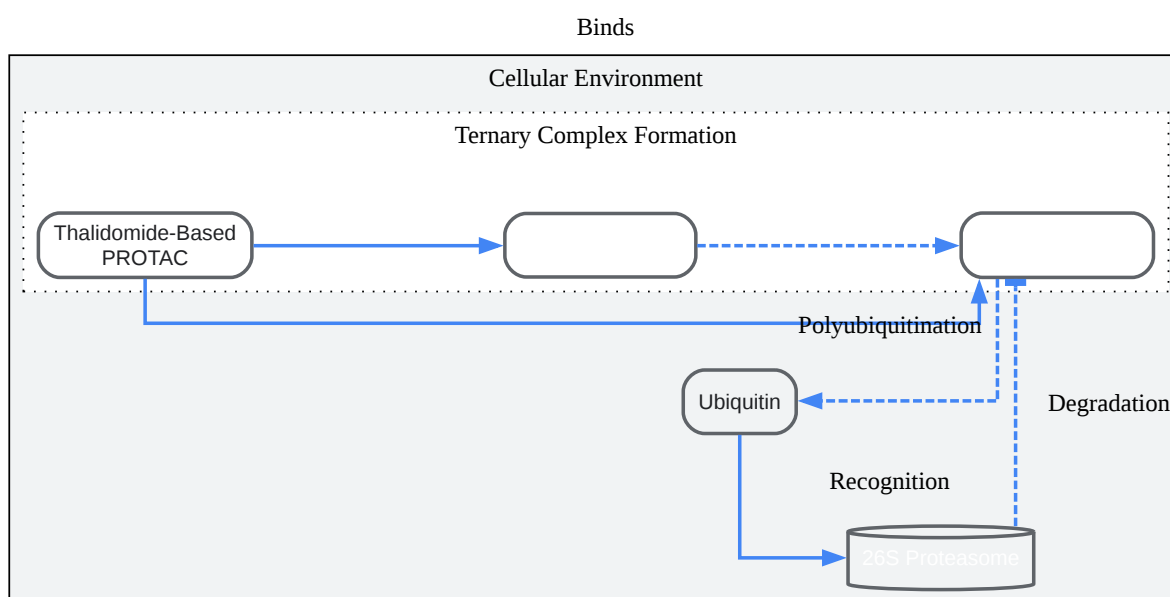 Binds
Cellular Environment
Ternary Complex Formation
Thalidomide-Based
PROTAC
Polyubiquitination
Ubiquitin
Degradation
Recognition
26S Proteasome